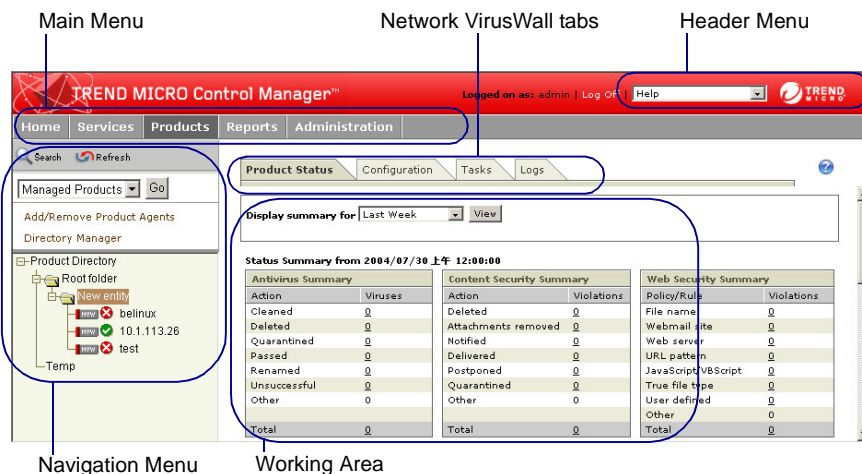 Main Menu
Network VirusWall tabs
Header Menu
TREND MICRO Control Manager™
Logged on as: admin | Log Off |
Help
TREND
MICRO
Home Services Products Reports Administration
Search Refresh
Managed Products Go
Add/Remove Product Agents
Directory Manager
Product Directory
Root folder
New entity
NVW belinux
NVW 10.1.113.26
NVW test
Temp
Product Status Configuration Tasks Logs
Display summary for Last Week View
Status Summary from 2004/07/30 上午 12:00:00
Antivirus Summary
Action Viruses
Cleaned 0
Deleted 0
Quarantined 0
Passed 0
Renamed 0
Unsuccessful 0
Other 0
Total 0
Content Security Summary
Action Violations
Deleted 0
Attachments removed 0
Notified 0
Delivered 0
Postponed 0
Quarantined 0
Other 0
Total 0
Web Security Summary
Policy/Rule Violations
File name 0
Webmail site 0
Web server 0
URL pattern 0
JavaScript/VBScript 0
True file type 0
User defined 0
Other 0
Total 0
Navigation Menu
Working Area